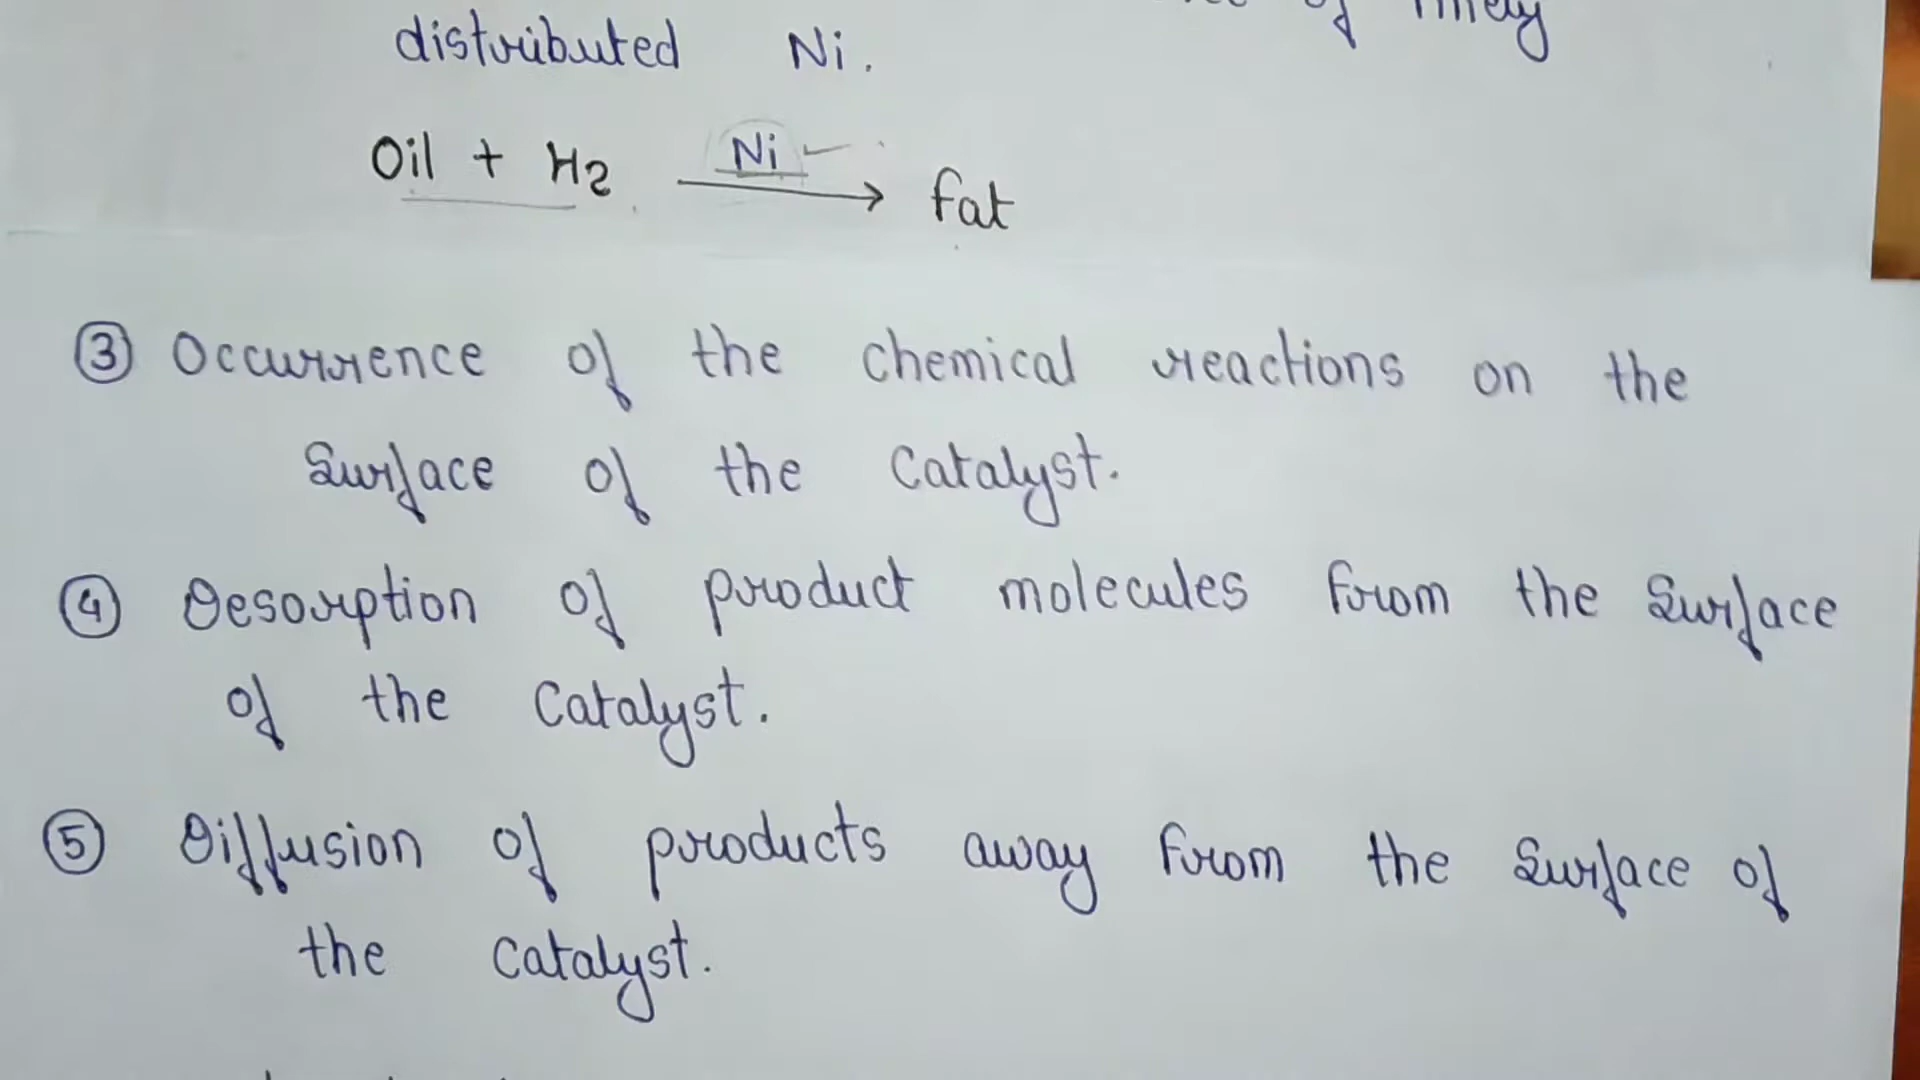 of finely
distributed Ni.
Oil + H2 Ni → fat
③ Occurrence of the chemical reactions on the
Surface of the Catalyst.
④ Desorption of product molecules from the Surface
of the Catalyst.
⑤ Diffusion of products away from the Surface of
the Catalyst.